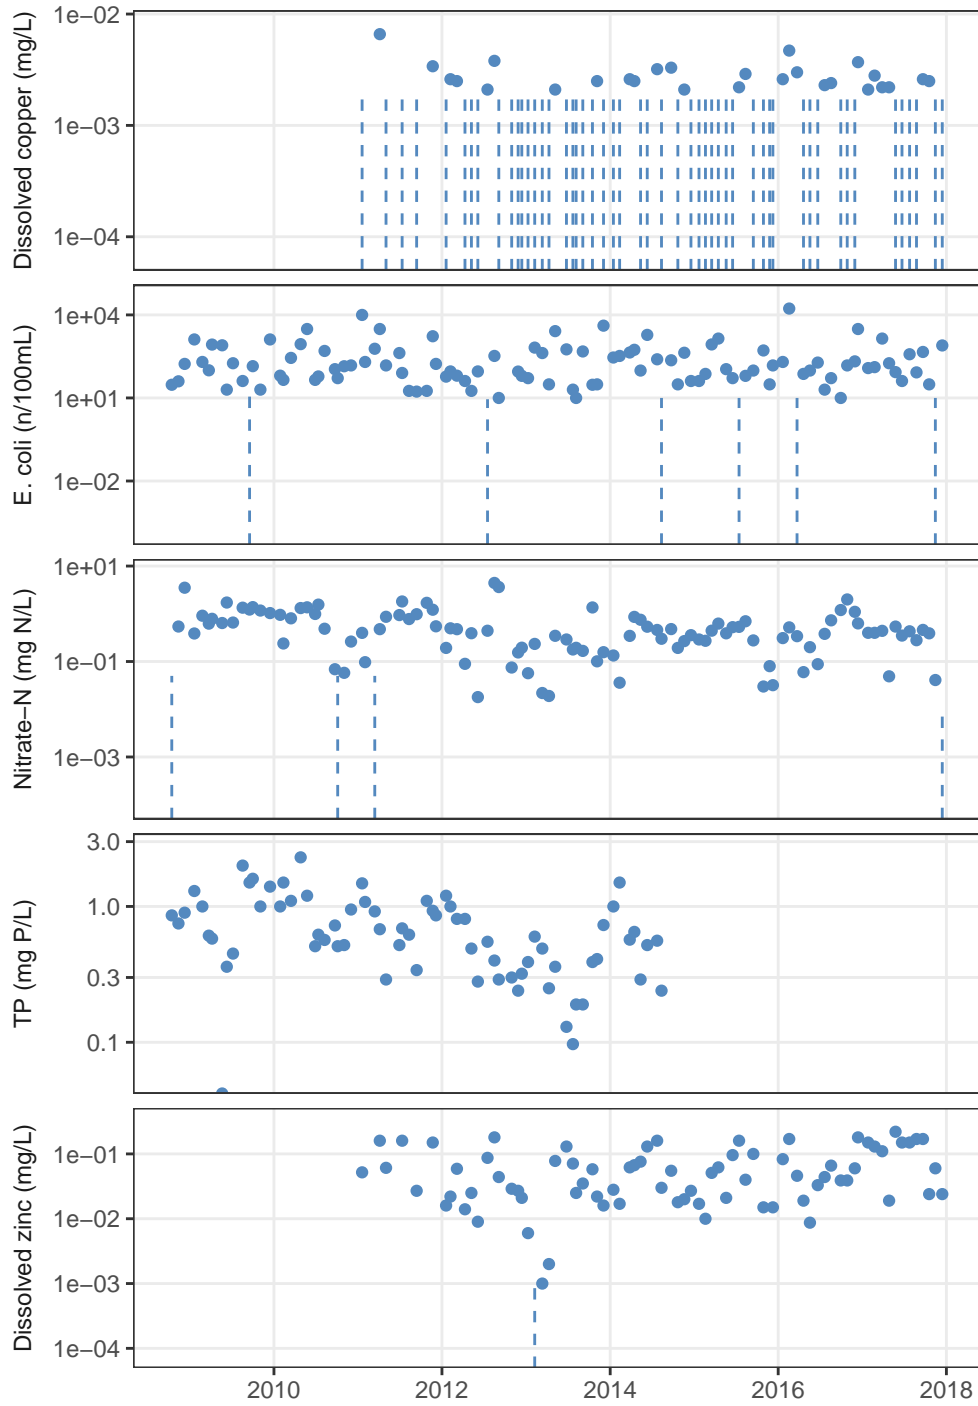 Dissolved copper (mg/L)
1e−02
1e−03
1e−04
E. coli (n/100mL)
1e+04
1e+01
1e−02
Nitrate−N (mg N/L)
1e+01
1e−01
1e−03
TP (mg P/L)
3.0
1.0
0.3
0.1
Dissolved zinc (mg/L)
1e−01
1e−02
1e−03
1e−04
2010 2012 2014 2016 2018